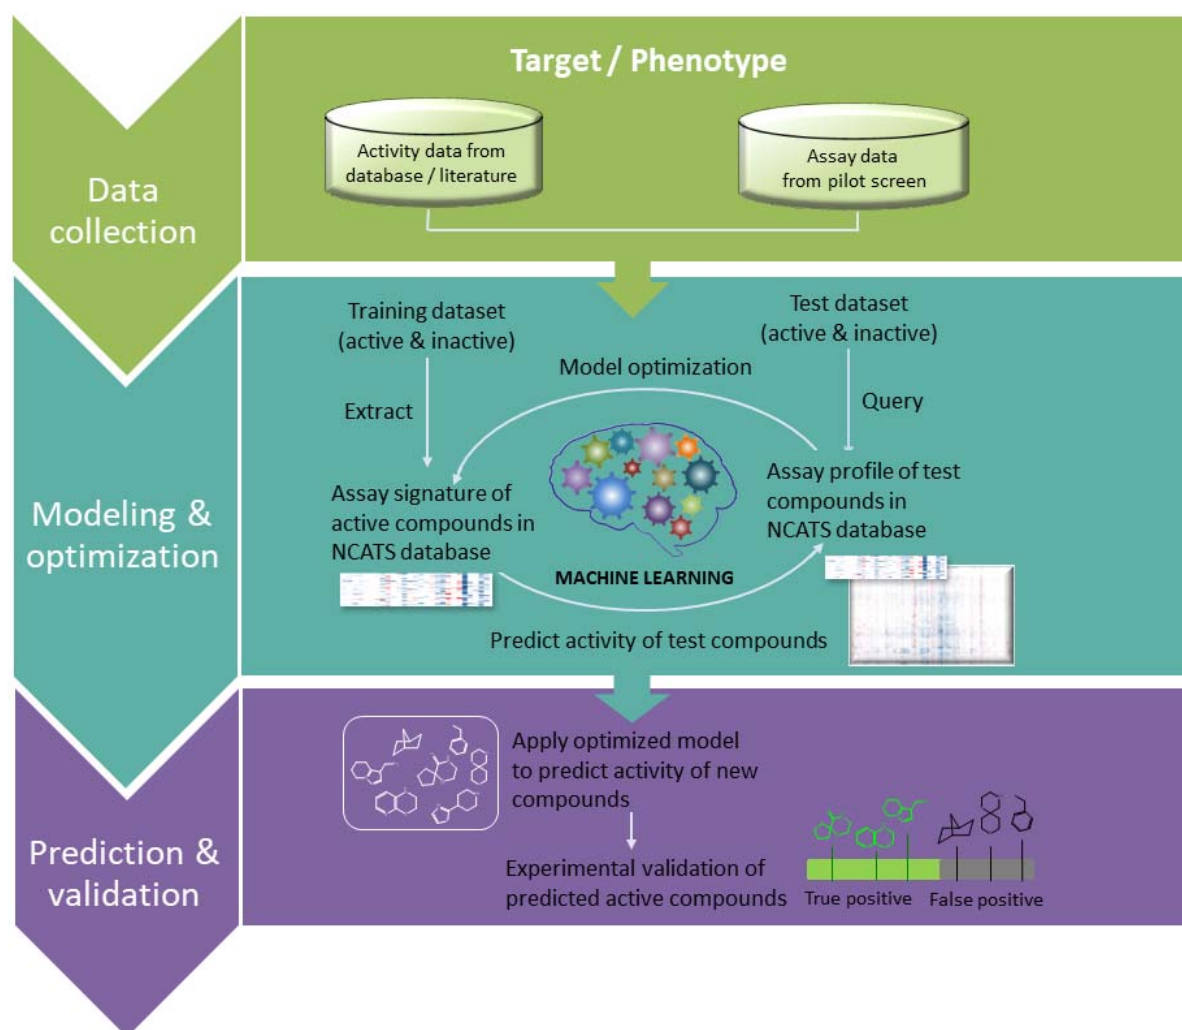 Data
collection
Target / Phenotype
Activity data from
database / literature
Assay data
from pilot screen
Modeling &
optimization
Training dataset
(active & inactive)
Test dataset
(active & inactive)
Model optimization
Extract
Query
Assay signature of
active compounds in
NCATS database
Assay profile of test
compounds in
NCATS database
MACHINE LEARNING
Predict activity of test compounds
Prediction &
validation
Apply optimized model
to predict activity of new
compounds
Experimental validation of
predicted active compounds
True positive
False positive